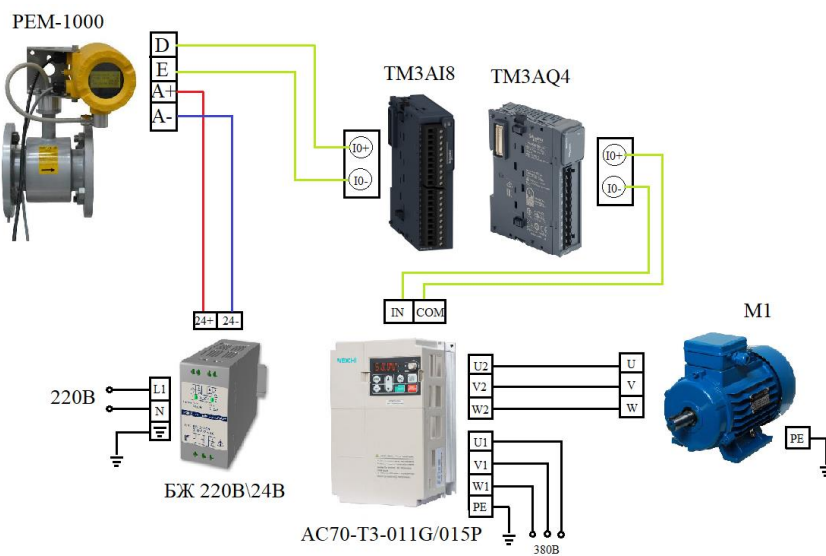 РЕМ-1000
D
E
A+
A-
TM3AI8
TM3AQ4
I0+
I0-
I0+
I0-
24+
24-
IN
COM
M1
VEICHI
220В
L1
N
U2
V2
W2
U
V
W
U1
V1
W1
PE
PE
БЖ 220В\24В
AC70-T3-011G/015P
380В